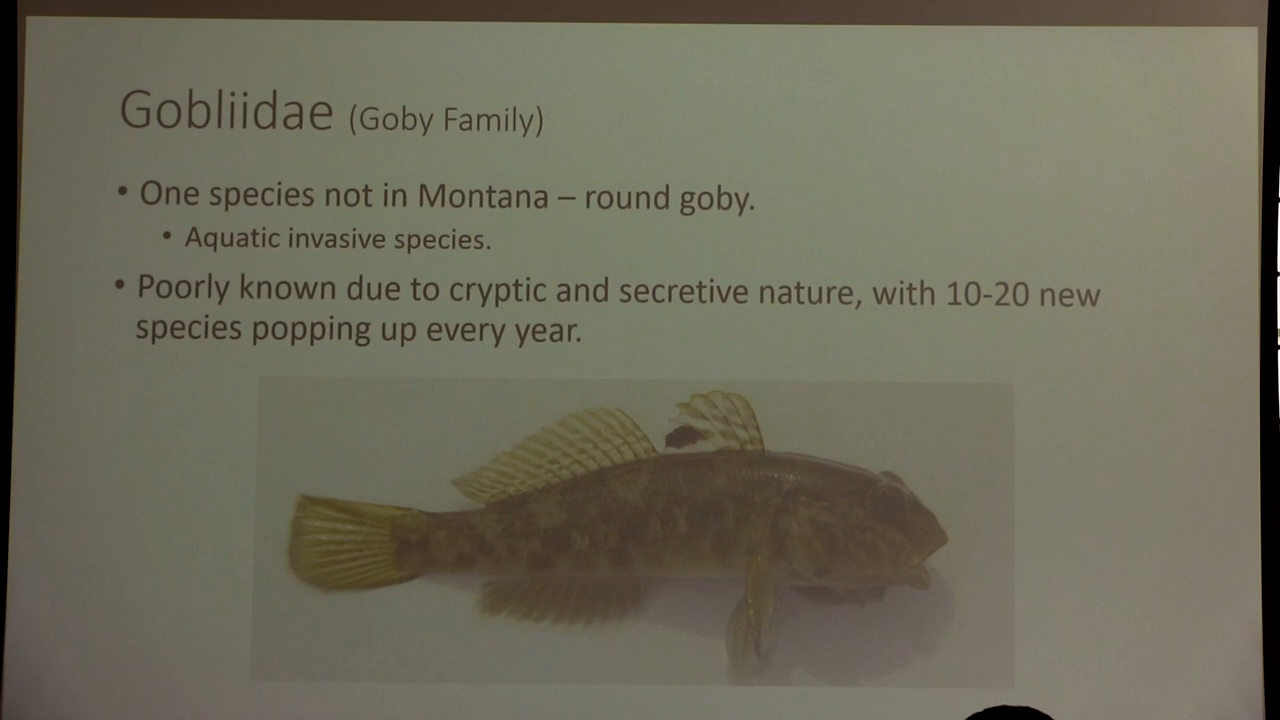 Gobliidae (Goby Family)
• One species not in Montana – round goby.
• Aquatic invasive species.
• Poorly known due to cryptic and secretive nature, with 10-20 new
species popping up every year.